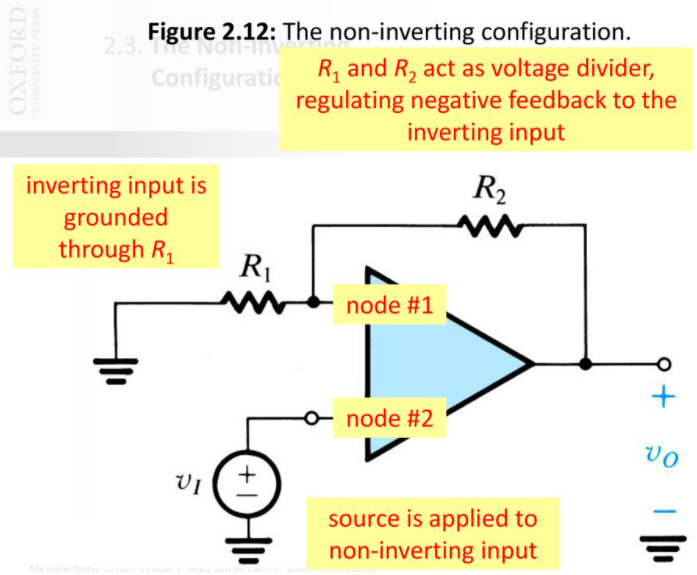 OXFORD
UNIVERSITY PRESS
Figure 2.12: The non-inverting configuration.
2.3. The Non-Inverting
Configuratio
R1 and R2 act as voltage divider,
regulating negative feedback to the
inverting input
inverting input is
grounded
through R1
R2
R1
node #1
node #2
+
vO
−
vI
+
−
source is applied to
non-inverting input